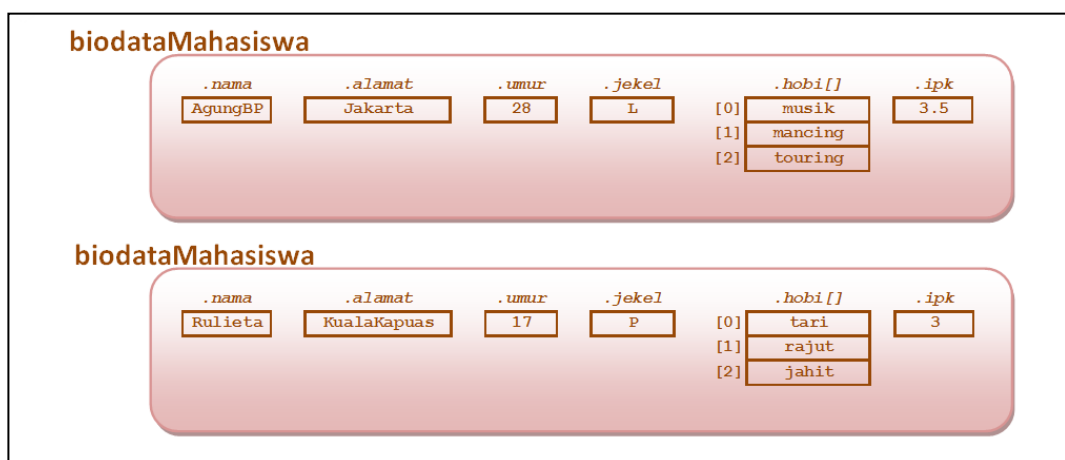 biodataMahasiswa
.nama .alamat .umur .jekel .hobi[] .ipk
AgungBP Jakarta 28 L [0] musik 3.5
[1] mancing
[2] touring
biodataMahasiswa
.nama .alamat .umur .jekel .hobi[] .ipk
Rulieta KualaKapuas 17 P [0] tari 3
[1] rajut
[2] jahit